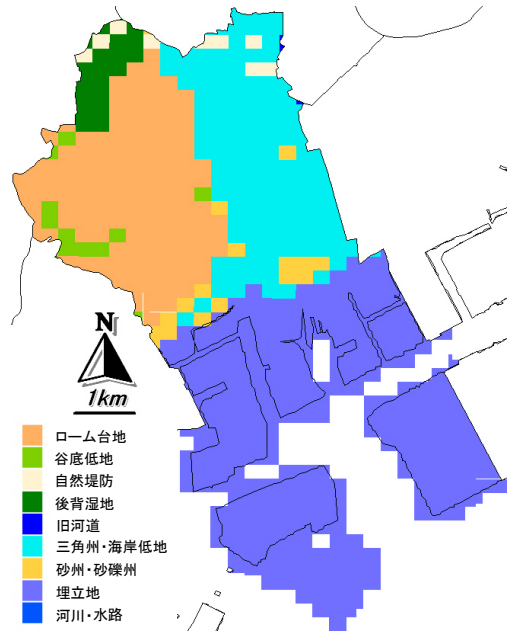 N
1km
ローム台地
谷底低地
自然堤防
後背湿地
旧河道
三角州・海岸低地
砂州・砂礫州
埋立地
河川・水路